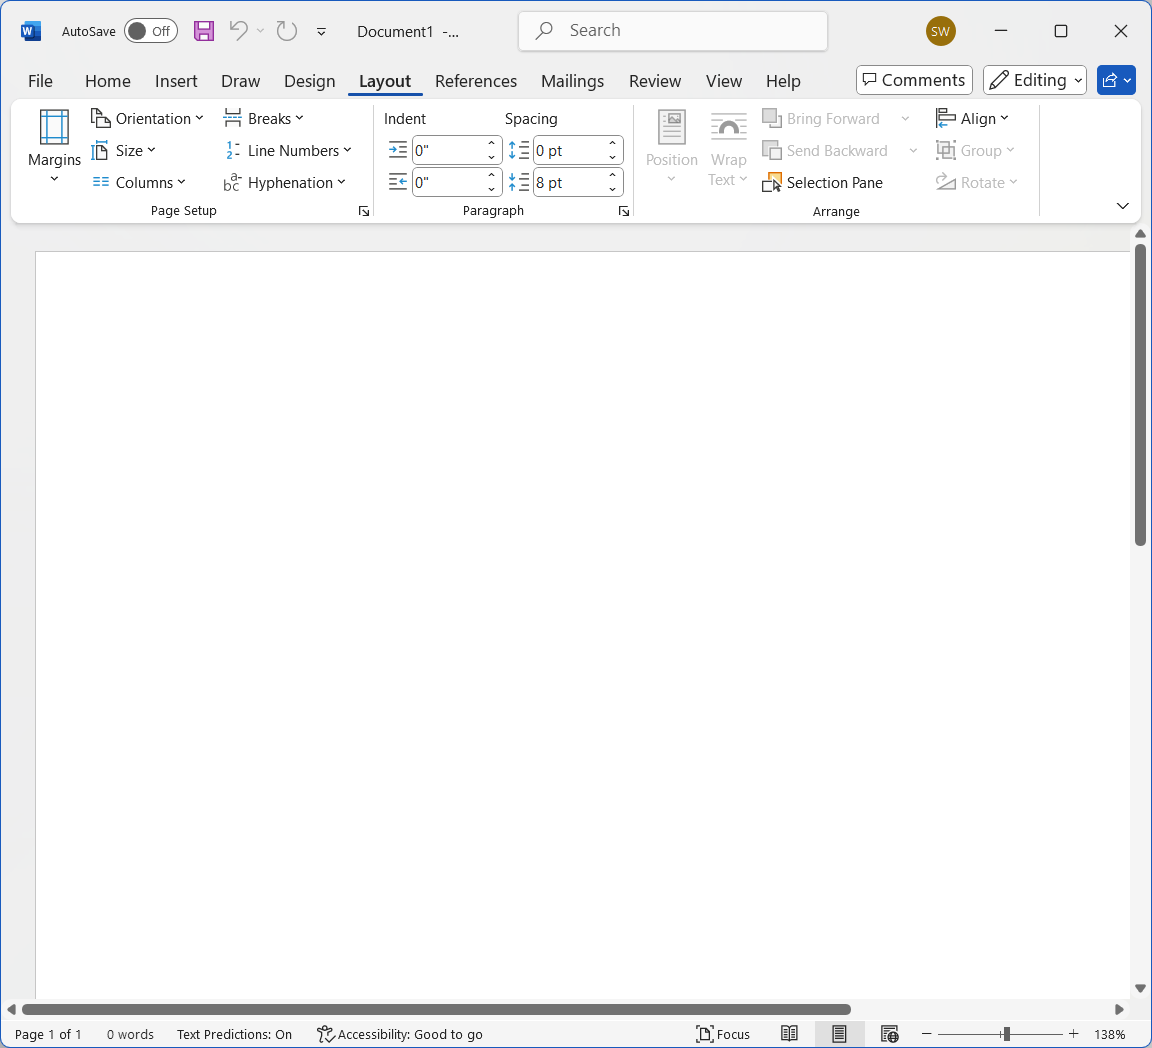 AutoSave Off Document1 -... Search SW
File Home Insert Draw Design Layout References Mailings Review View Help Comments Editing
Margins
Orientation
Size
Columns
Breaks
Line Numbers
Hyphenation
Page Setup
Indent Spacing
0" 0 pt
0" 8 pt
Paragraph
Position
Wrap
Text
Bring Forward
Send Backward
Selection Pane
Align
Group
Rotate
Arrange
Page 1 of 1 0 words Text Predictions: On Accessibility: Good to go Focus 138%